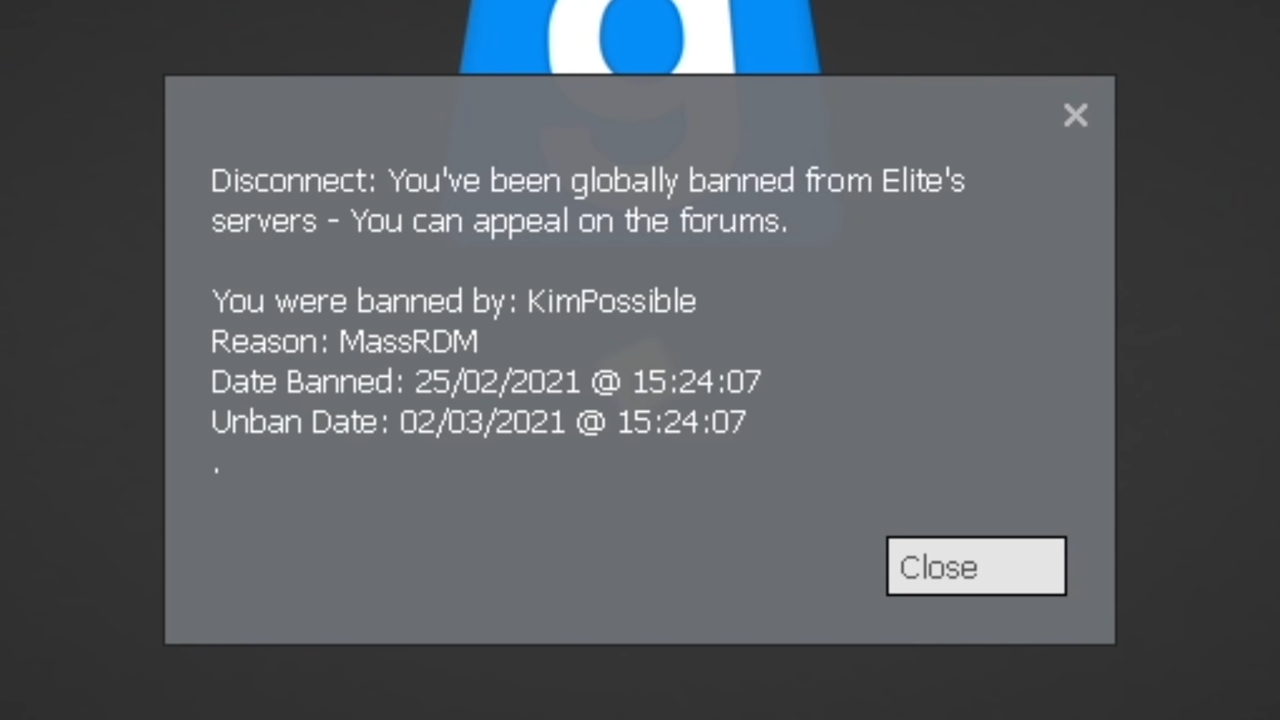 g
Disconnect: You've been globally banned from Elite's
servers - You can appeal on the forums.
You were banned by: KimPossible
Reason: MassRDM
Date Banned: 25/02/2021 @ 15:24:07
Unban Date: 02/03/2021 @ 15:24:07
.
Close